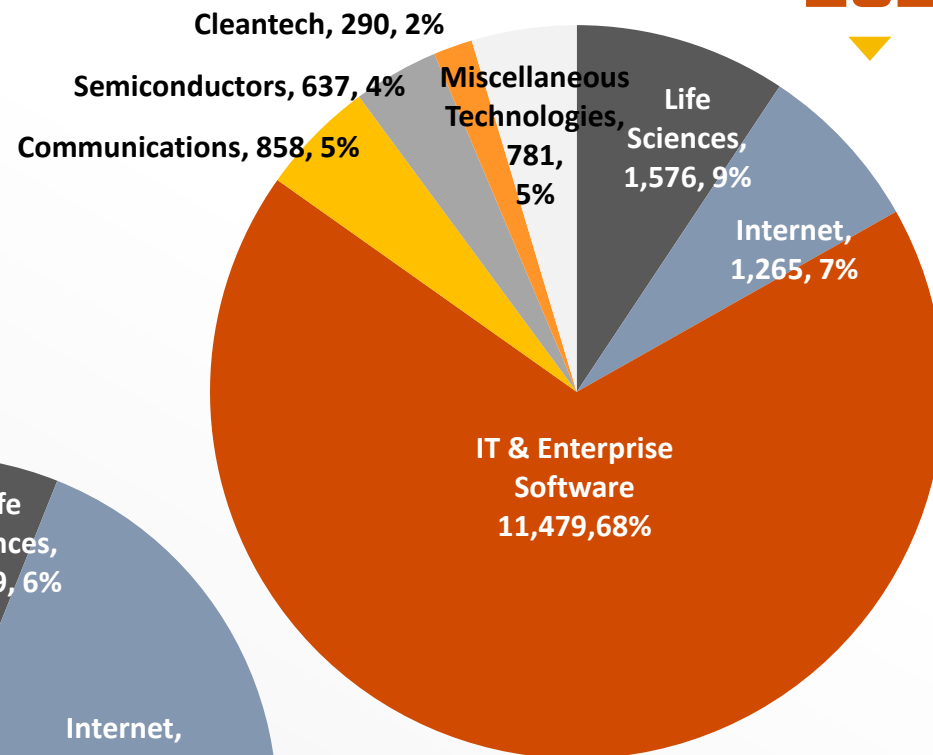 Cleantech, 290, 2%
Semiconductors, 637, 4%
Communications, 858, 5%
Miscellaneous
Technologies,
781,
5%
Life
Sciences,
1,576, 9%
Internet,
1,265, 7%
IT & Enterprise
Software
11,479,68%
6%
Internet,